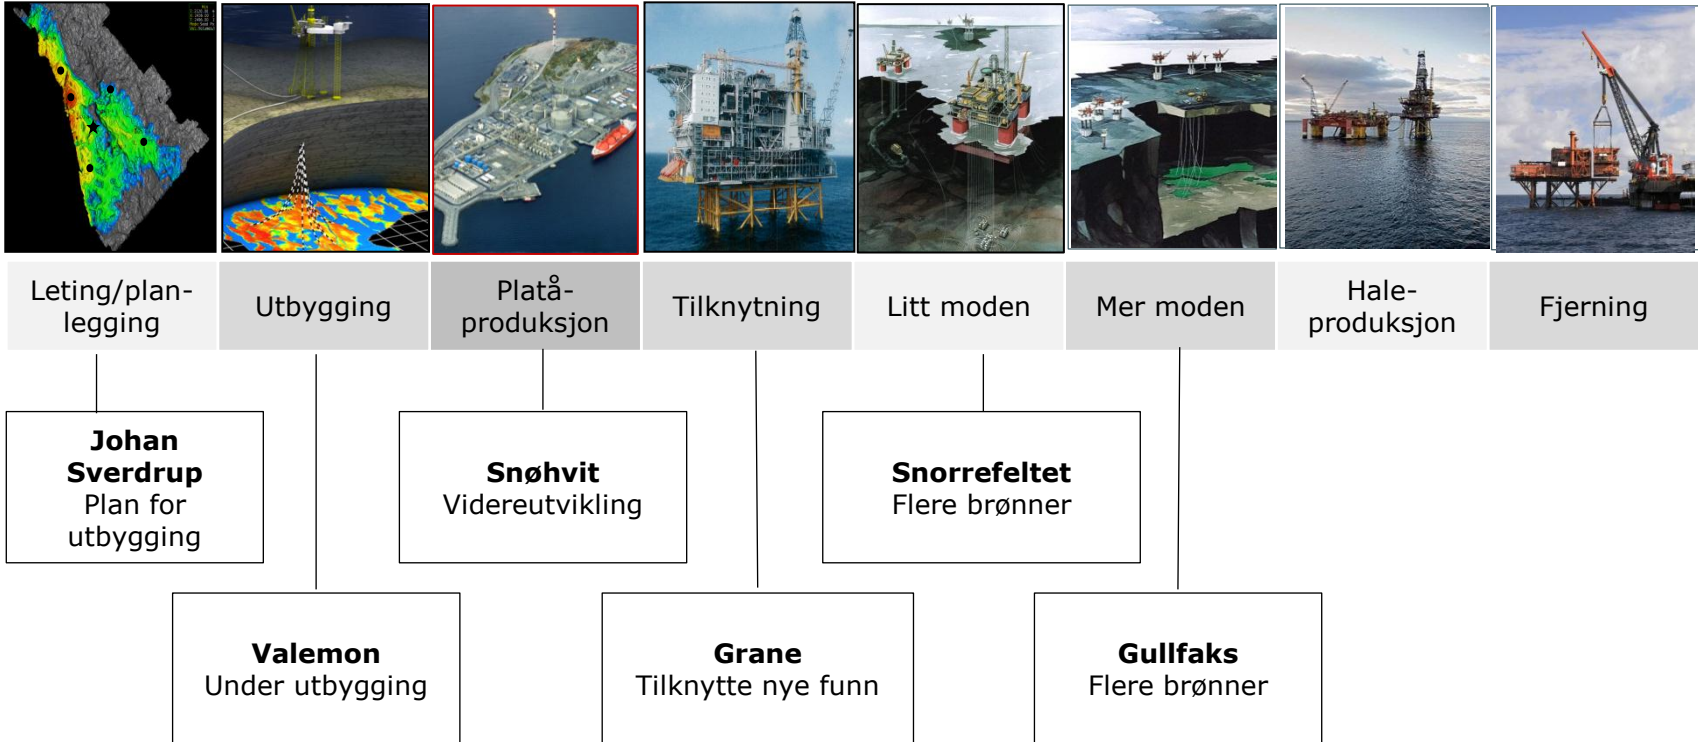 Leting/plan-
legging
Utbygging
Platå-
produksjon
Tilknytning
Litt moden
Mer moden
Hale-
produksjon
Fjerning
Johan
Sverdrup
Plan for
utbygging
Snøhvit
Videreutvikling
Snorrefeltet
Flere brønner
Valemon
Under utbygging
Grane
Tilknytte nye funn
Gullfaks
Flere brønner